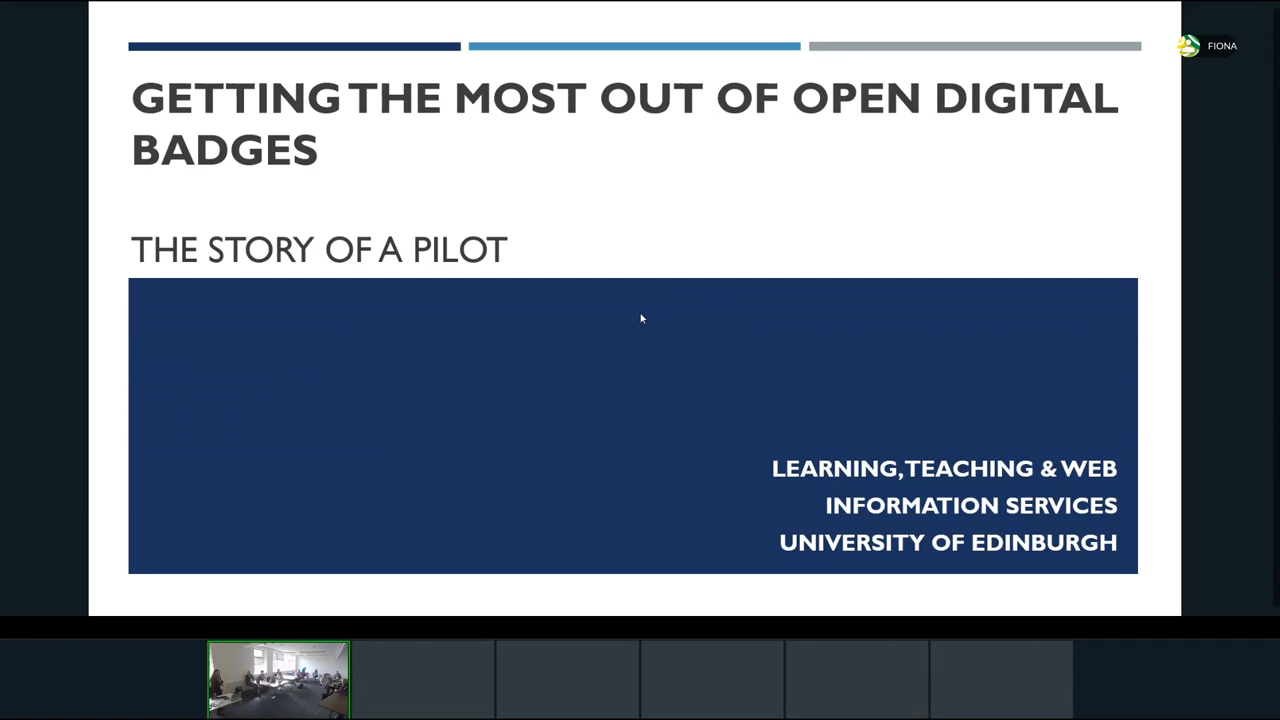 FIONA
GETTING THE MOST OUT OF OPEN DIGITAL
BADGES
THE STORY OF A PILOT
LEARNING, TEACHING & WEB
INFORMATION SERVICES
UNIVERSITY OF EDINBURGH